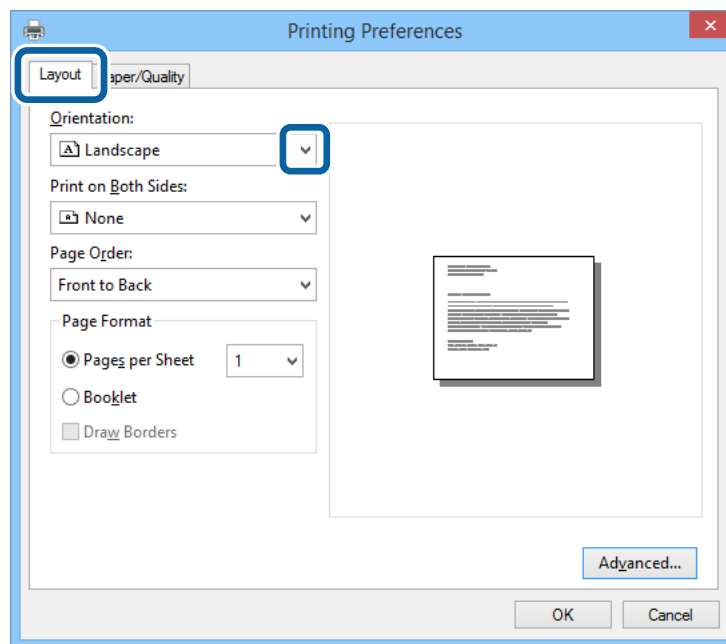 Printing Preferences
Layout
aper/Quality
Orientation:
Landscape
Print on Both Sides:
None
Page Order:
Front to Back
Page Format
Pages per Sheet 1
Booklet
Draw Borders
Advanced...
OK Cancel